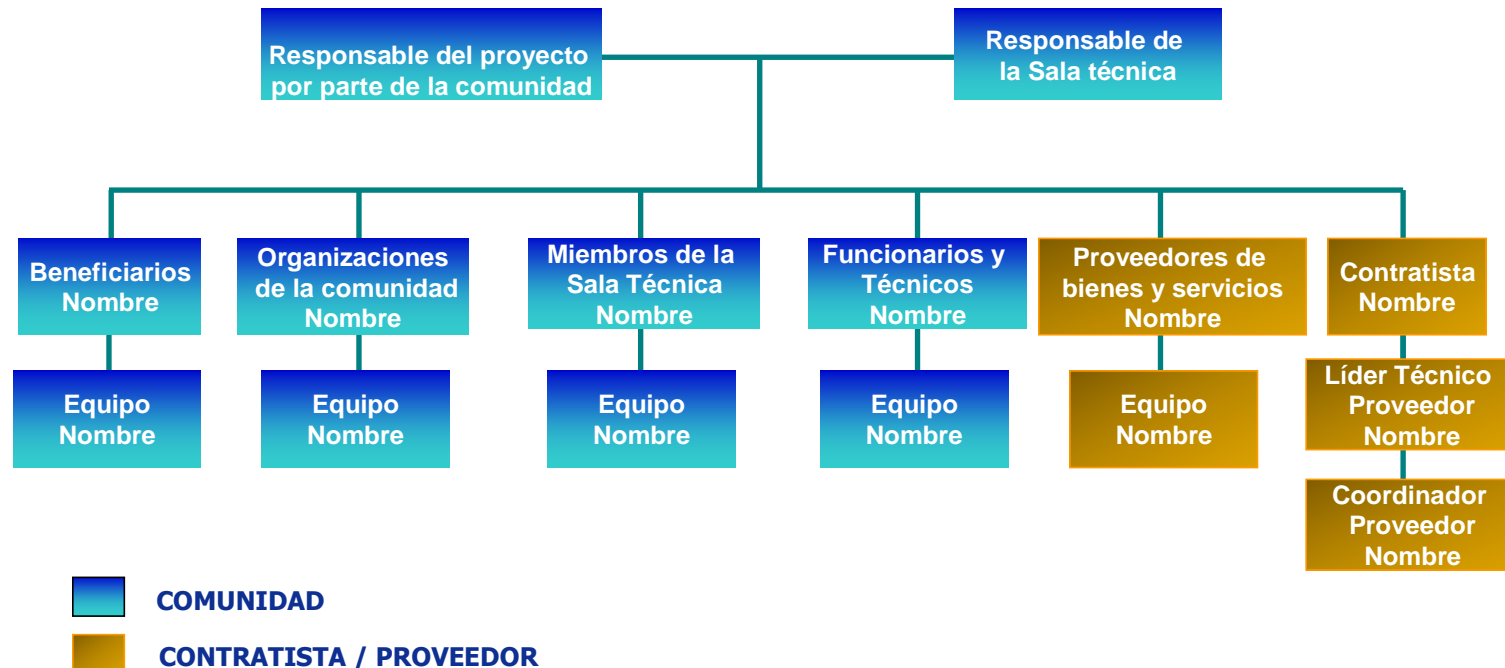 Responsable del proyecto
por parte de la comunidad
Responsable de
la Sala técnica
Beneficiarios
Nombre
Organizaciones
de la comunidad
Nombre
Miembros de la
Sala Técnica
Nombre
Funcionarios y
Técnicos
Nombre
Proveedores de
bienes y servicios
Nombre
Contratista
Nombre
Equipo
Nombre
Equipo
Nombre
Equipo
Nombre
Equipo
Nombre
Equipo
Nombre
Líder Técnico
Proveedor
Nombre
Coordinador
Proveedor
Nombre
COMUNIDAD
CONTRATISTA / PROVEEDOR